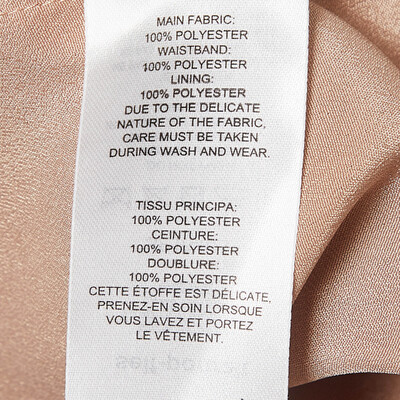 MAIN FABRIC:
100% POLYESTER
WAISTBAND:
100% POLYESTER
LINING:
100% POLYESTER
DUE TO THE DELICATE
NATURE OF THE FABRIC,
CARE MUST BE TAKEN
DURING WASH AND WEAR.
TISSU PRINCIPA:
100% POLYESTER
CEINTURE:
100% POLYESTER
DOUBLURE:
100% POLYESTER
CETTE ÉTOFFE EST DÉLICATE,
PRENEZ-EN SOIN LORSQUE
VOUS LAVEZ ET PORTEZ
LE VÊTEMENT.